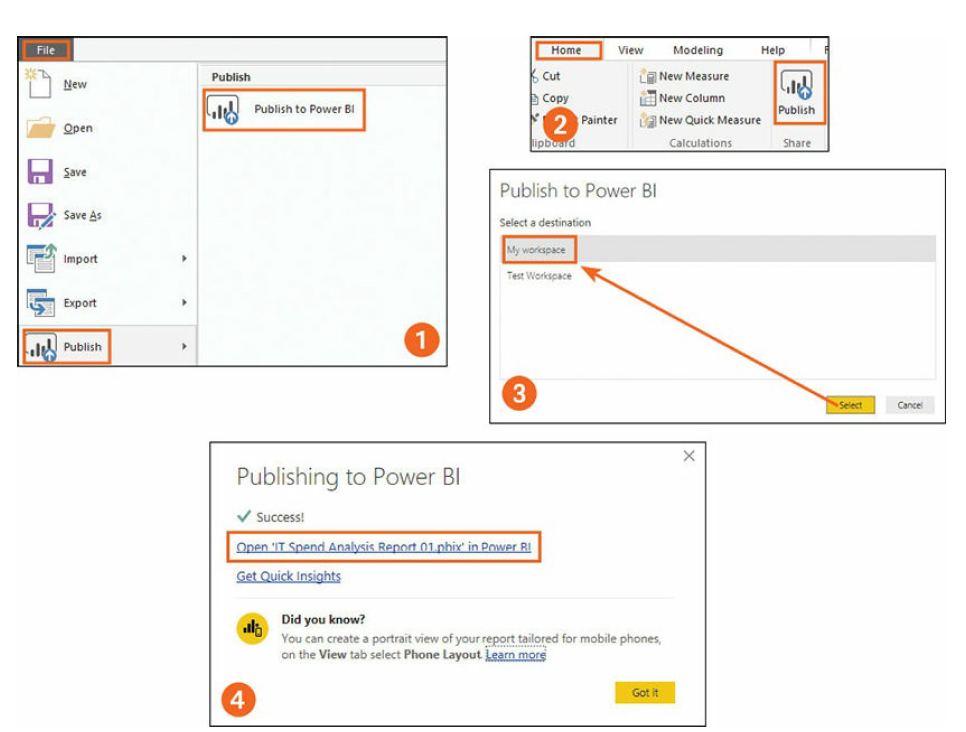 File
New
Open
Save
Save As
Import
Export
Publish
Publish
Publish to Power BI
1
Home View Modeling Help
Cut
Copy
Painter
New Measure
New Column
New Quick Measure
Calculations
Publish
Share
2
Publish to Power BI
Select a destination
My workspace
Test Workspace
Select Cancel
3
Publishing to Power BI
Success!
Open 'IT Spend Analysis Report 01.pbix' in Power BI
Get Quick Insights
Did you know?
You can create a portrait view of your report tailored for mobile phones,
on the View tab select Phone Layout. Learn more
Got it
4